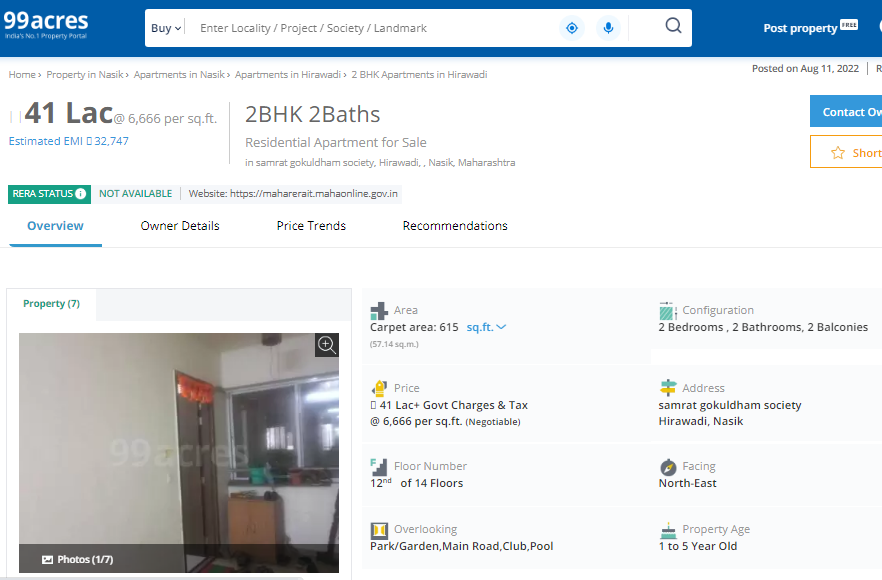 99acres
India's No.1 Property Portal
Buy
Enter Locality / Project / Society / Landmark
Post property FREE
Home › Property in Nasik › Apartments in Nasik › Apartments in Hirawadi › 2 BHK Apartments in Hirawadi
Posted on Aug 11, 2022 | R
41 Lac @ 6,666 per sq.ft.
Estimated EMI ▯ 32,747
2BHK 2Baths
Residential Apartment for Sale
in samrat gokuldham society, Hirawadi, , Nasik, Maharashtra
Contact Ow
Short
RERA STATUS NOT AVAILABLE Website: https://maharerait.mahaonline.gov.in
Overview Owner Details Price Trends Recommendations
Property (7)
99acres
Photos (1/7)
Area
Carpet area: 615 sq.ft.
(57.14 sq.m.)
Configuration
2 Bedrooms , 2 Bathrooms, 2 Balconies
Price
▯ 41 Lac+ Govt Charges & Tax
@ 6,666 per sq.ft. (Negotiable)
Address
samrat gokuldham society
Hirawadi, Nasik
Floor Number
12nd of 14 Floors
Facing
North-East
Overlooking
Park/Garden,Main Road,Club,Pool
Property Age
1 to 5 Year Old